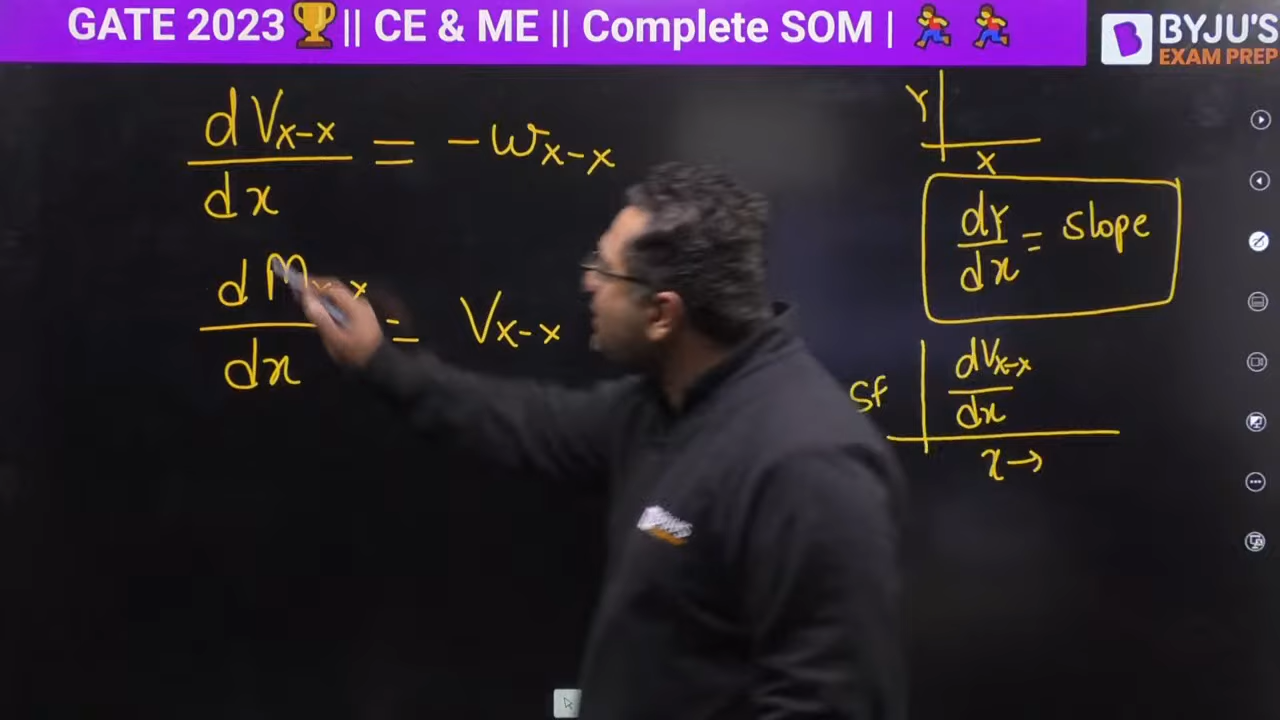 GATE 2023🏆|| CE & ME || Complete SOM | 🏃 🏃
BYJU'S
EXAM PREP
dVx-x
dx
= -wx-x
dMx-x
dx
= Vx-x
Y
x
dY
dx
= slope
SF
dVx-x
dx
x→